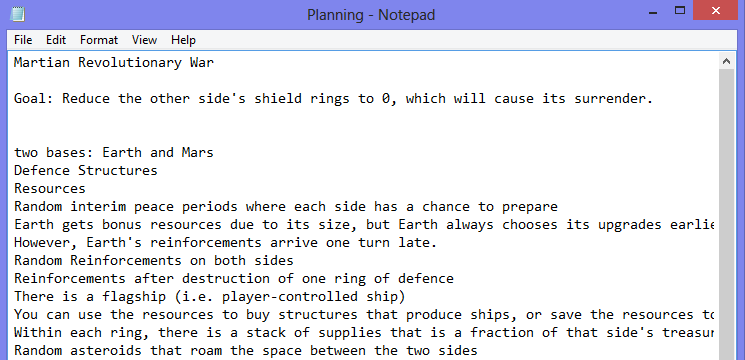 Planning - Notepad
File Edit Format View Help
Martian Revolutionary War
Goal: Reduce the other side's shield rings to 0, which will cause its surrender.
two bases: Earth and Mars
Defence Structures
Resources
Random interim peace periods where each side has a chance to prepare
Earth gets bonus resources due to its size, but Earth always chooses its upgrades earlie
However, Earth's reinforcements arrive one turn late.
Random Reinforcements on both sides
Reinforcements after destruction of one ring of defence
There is a flagship (i.e. player-controlled ship)
You can use the resources to buy structures that produce ships, or save the resources to
Within each ring, there is a stack of supplies that is a fraction of that side's treasur
Random asteroids that roam the space between the two sides